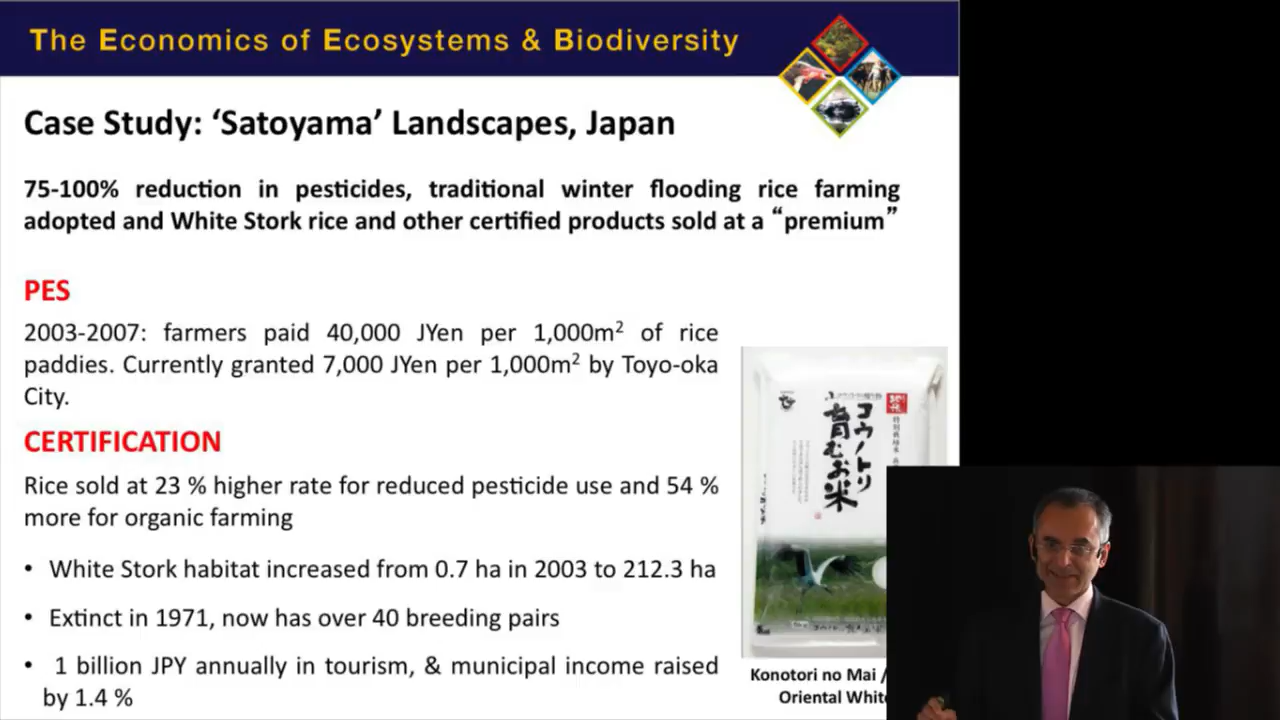 The Economics of Ecosystems & Biodiversity
Case Study: ‘Satoyama’ Landscapes, Japan
75-100% reduction in pesticides, traditional winter flooding rice farming
adopted and White Stork rice and other certified products sold at a “premium”
PES
2003-2007: farmers paid 40,000 JYen per 1,000m² of rice
paddies. Currently granted 7,000 JYen per 1,000m² by Toyo-oka
City.
CERTIFICATION
Rice sold at 23 % higher rate for reduced pesticide use and 54 %
more for organic farming
• White Stork habitat increased from 0.7 ha in 2003 to 212.3 ha
• Extinct in 1971, now has over 40 breeding pairs
• 1 billion JPY annually in tourism, & municipal income raised
by 1.4 %
コウノトリ
育むお米
Konotori no Mai /
Oriental White